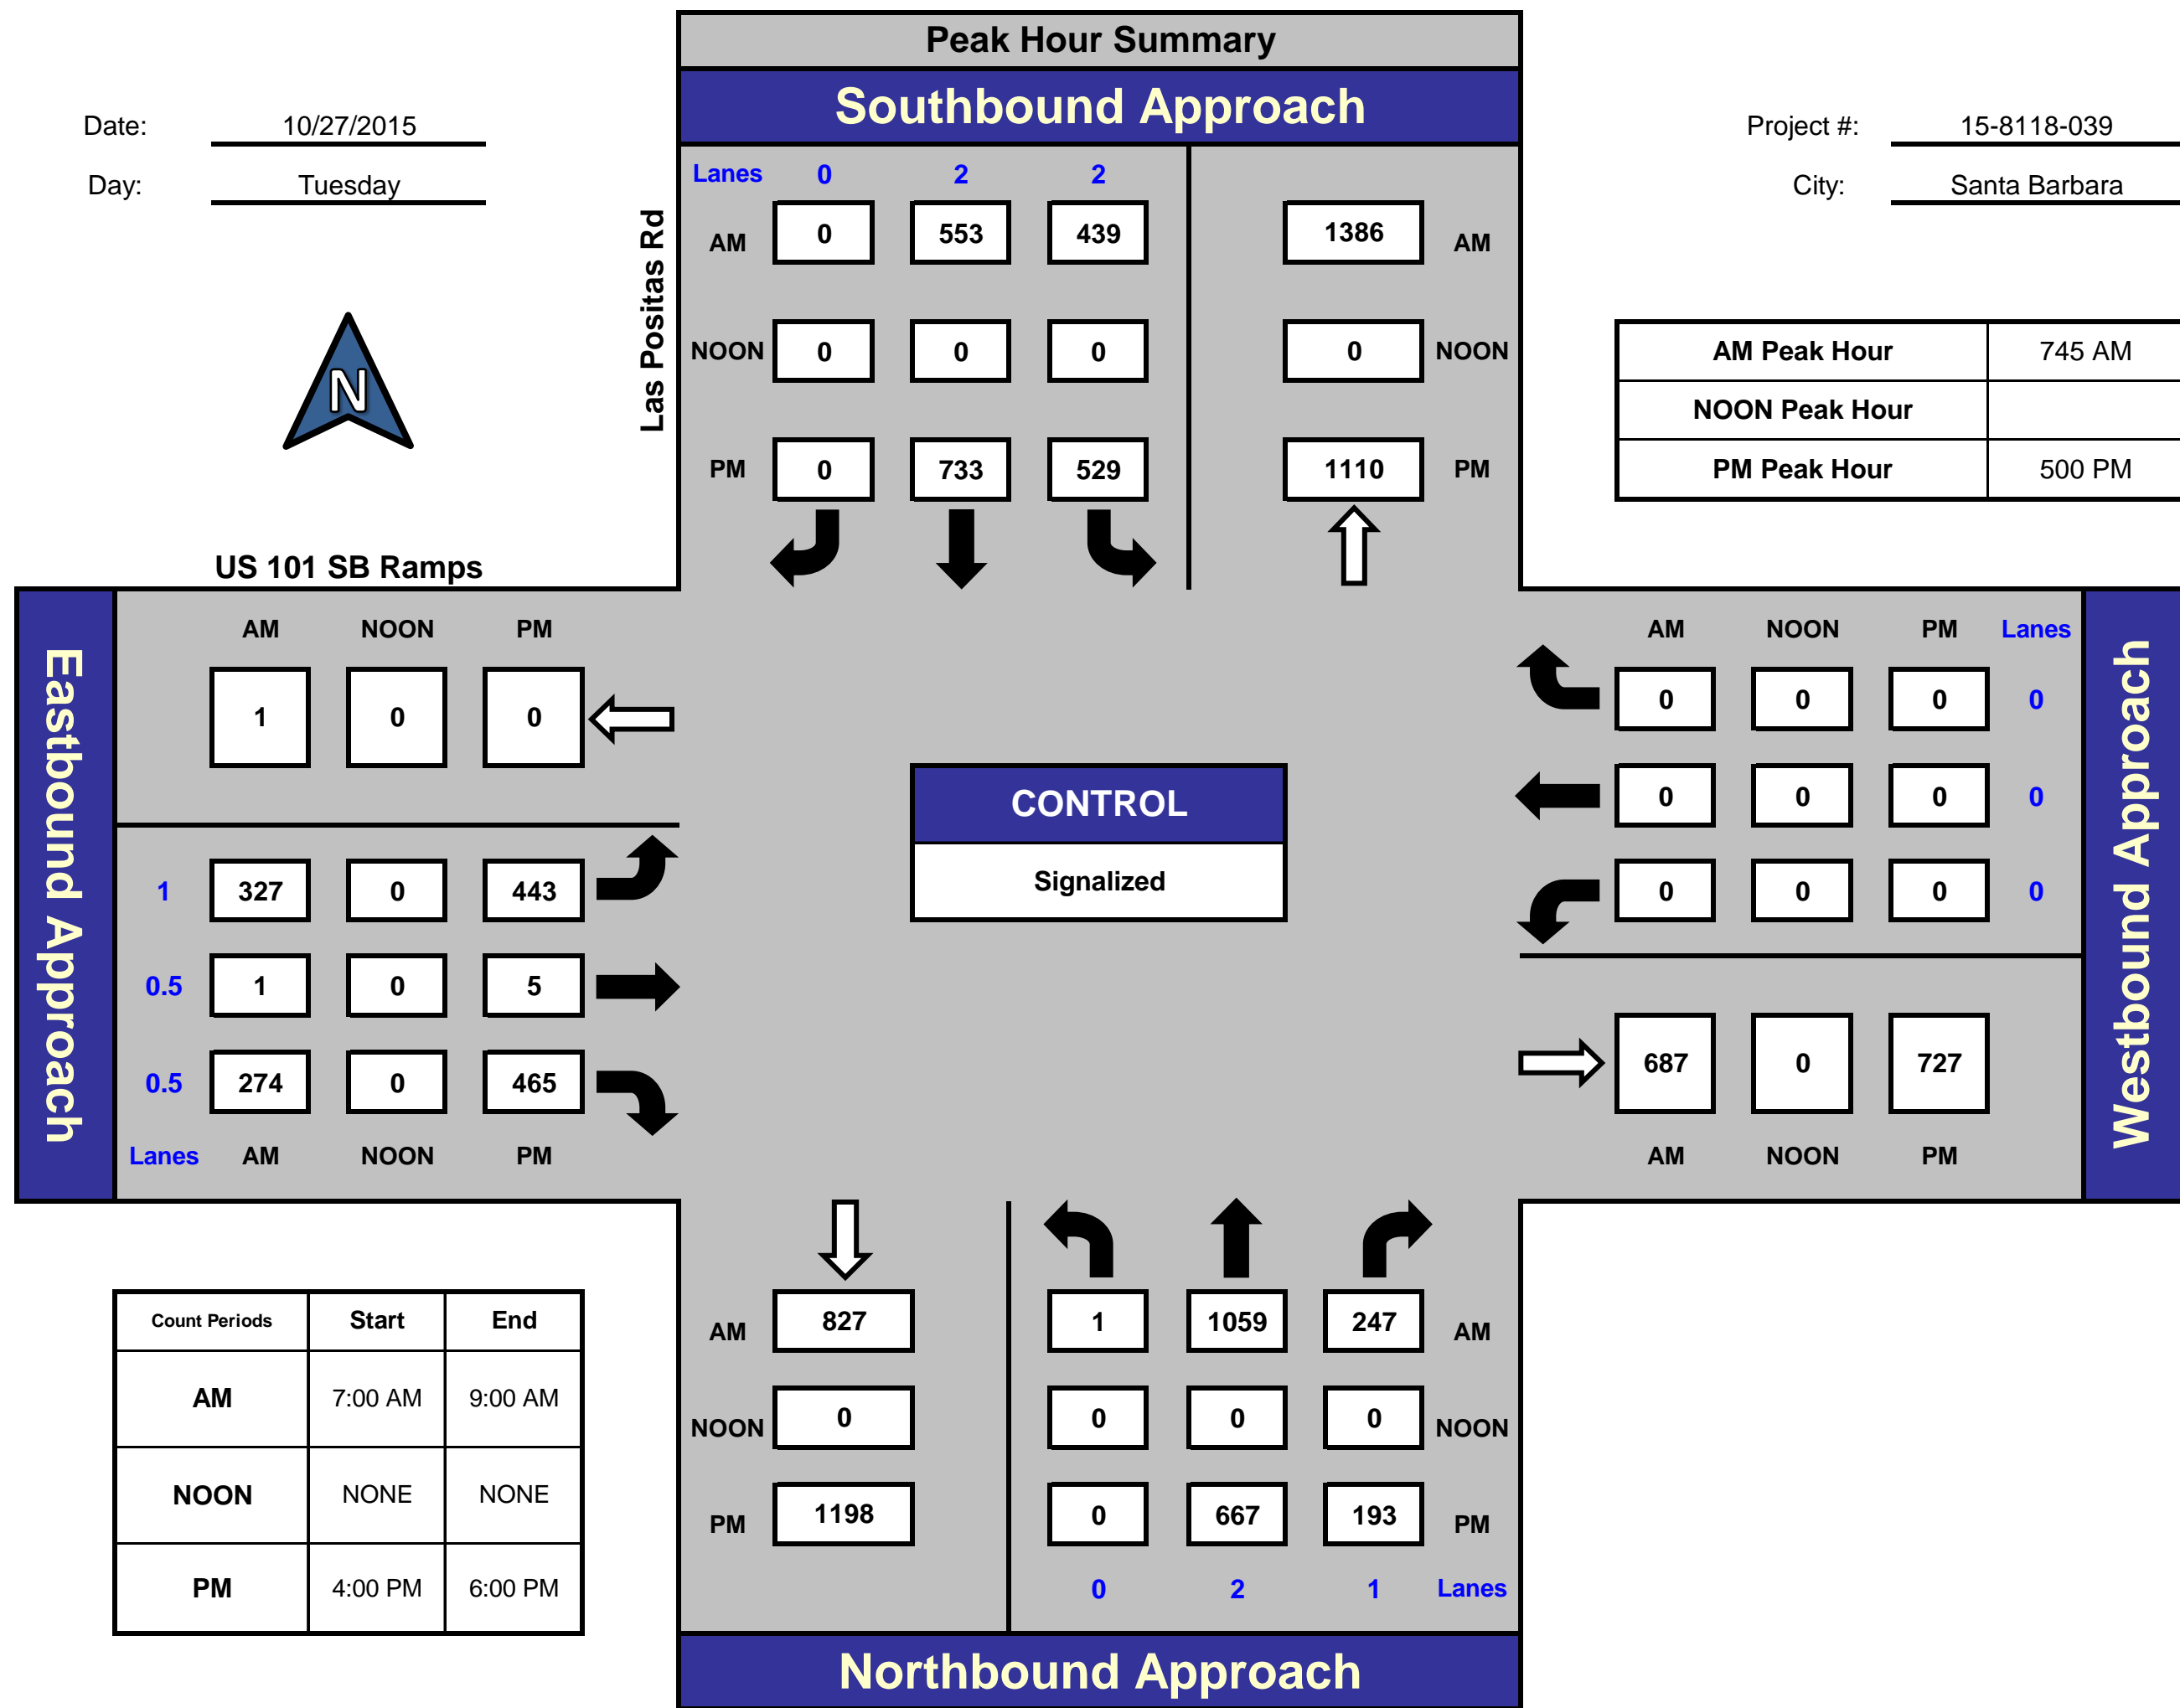 Peak Hour Summary
Southbound Approach
Date: 10/27/2015
Project #: 15-8118-039
Day: Tuesday
City: Santa Barbara
Lanes 0 2 2
AM 0 553 439 1386 AM
NOON 0 0 0 0 NOON
PM 0 733 529 1110 PM
Las Positas Rd
N
AM Peak Hour 745 AM
NOON Peak Hour
PM Peak Hour 500 PM
US 101 SB Ramps
Eastbound Approach
AM NOON PM
1 0 0
1 327 0 443
0.5 1 0 5
0.5 274 0 465
Lanes AM NOON PM
CONTROL
Signalized
AM NOON PM Lanes
0 0 0 0
0 0 0 0
0 0 0 0
687 0 727
AM NOON PM
Westbound Approach
Count Periods Start End
AM 7:00 AM 9:00 AM
NOON NONE NONE
PM 4:00 PM 6:00 PM
AM 827 1 1059 247 AM
NOON 0 0 0 0 NOON
PM 1198 0 667 193 PM
0 2 1 Lanes
Northbound Approach